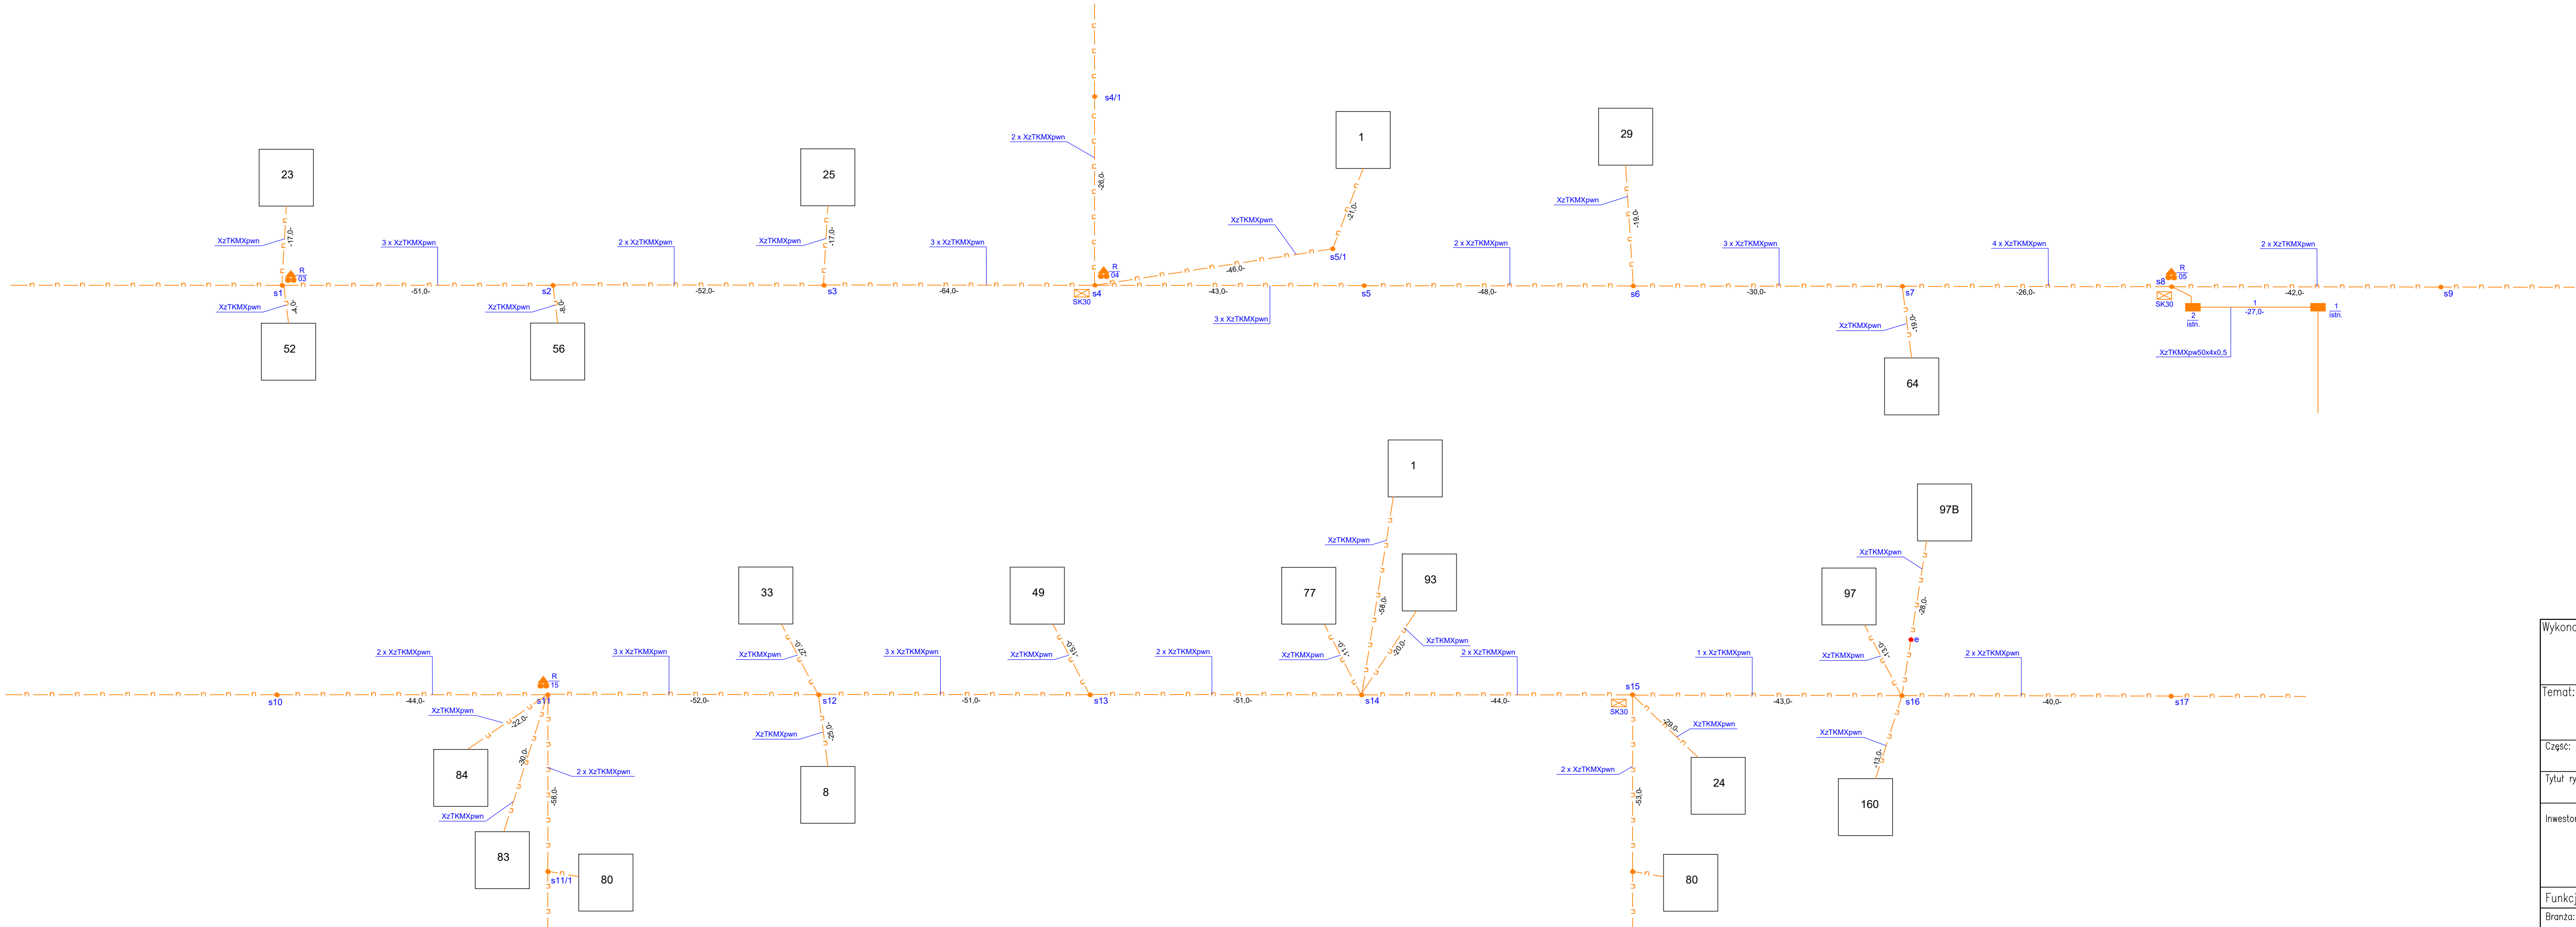 s4/1
2 x XzTKMXpwn
-26,0-
1
29
23
25
-21,0-
XzTKMXpwn
-19,0-
XzTKMXpwn
-17,0-
3 x XzTKMXpwn
2 x XzTKMXpwn
XzTKMXpwn
-17,0-
3 x XzTKMXpwn
XzTKMXpwn
s5/1
-46,0-
2 x XzTKMXpwn
3 x XzTKMXpwn
4 x XzTKMXpwn
2 x XzTKMXpwn
R
03
R
04
R
05
s1
-51,0-
s2
-52,0-
s3
-64,0-
s4
SK30
-43,0-
s5
-48,0-
s6
-30,0-
s7
-26,0-
s8
SK30
-42,0-
s9
XzTKMXpwn
-4,0-
XzTKMXpwn
-8,0-
3 x XzTKMXpwn
XzTKMXpwn
-19,0-
2
istn.
1
-27,0-
1
istn.
XzTKMXpw50x4x0,5
52
56
64
1
97B
XzTKMXpwn
XzTKMXpwn
33
49
77
93
97
-58,0-
-28,0-
2 x XzTKMXpwn
3 x XzTKMXpwn
XzTKMXpwn
-27,0-
3 x XzTKMXpwn
XzTKMXpwn
-15,0-
2 x XzTKMXpwn
XzTKMXpwn
-11,0-
-20,0-
XzTKMXpwn
2 x XzTKMXpwn
1 x XzTKMXpwn
XzTKMXpwn
-13,0-
e
2 x XzTKMXpwn
R
15
s10
-44,0-
s11
-52,0-
s12
-51,0-
s13
-51,0-
s14
-44,0-
s15
SK30
-43,0-
s16
-40,0-
s17
XzTKMXpwn
-22,0-
-30,0-
XzTKMXpwn
2 x XzTKMXpwn
-58,0-
XzTKMXpwn
-25,0-
-29,0-
XzTKMXpwn
2 x XzTKMXpwn
-53,0-
XzTKMXpwn
-13,0-
84
83
8
24
160
s11/1
80
80
Temat:
Część:
Branża: